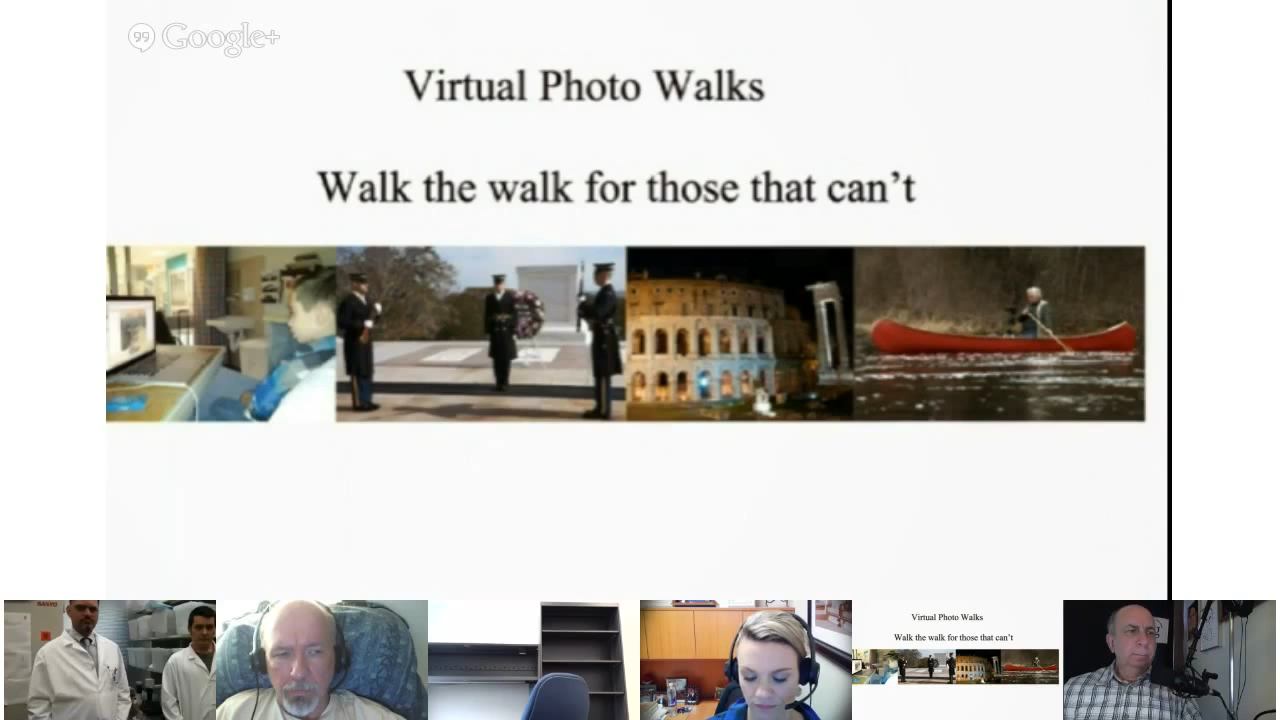 Google+
Virtual Photo Walks
Walk the walk for those that can't
SANYO
Virtual Photo Walks
Walk the walk for those that can't